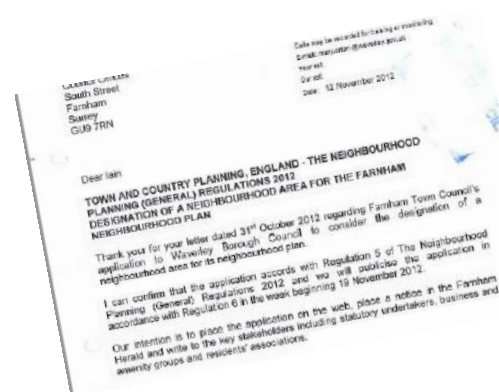 Council Offices
South Street
Farnham
Surrey
GU9 7RN
Calls may be recorded for training or monitoring
Your ref:
Our ref:
Date: 12 November 2012
Dear Iain
TOWN AND COUNTRY PLANNING, ENGLAND - THE NEIGHBOURHOOD
PLANNING (GENERAL) REGULATIONS 2012
DESIGNATION OF A NEIGHBOURHOOD AREA FOR THE FARNHAM
NEIGHBOURHOOD PLAN
Thank you for your letter dated 31st October 2012 regarding Farnham Town Council's
application to Waverley Borough Council to consider the designation of a
neighbourhood area for its neighbourhood plan.
I can confirm that the application accords with Regulation 5 of The Neighbourhood
Planning (General) Regulations 2012 and we will publicise the application in
accordance with Regulation 6 in the week beginning 19 November 2012.
Our intention is to place the application on the web, place a notice in the Farnham
Herald and write to the key stakeholders including statutory undertakers, business and
amenity groups and residents' associations.